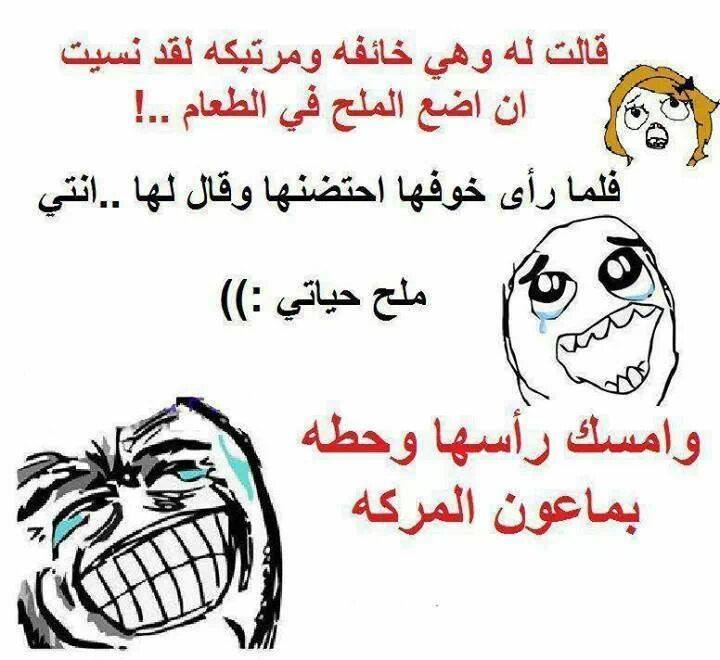 قالت له وهي خائفه ومرتبكه لقد نسيت
ان اضع الملح في الطعام ..!
فلما رأى خوفها احتضنها وقال لها ..انتي
ملح حياتي :))
وامسك رأسها وحطه
بماعون المركه